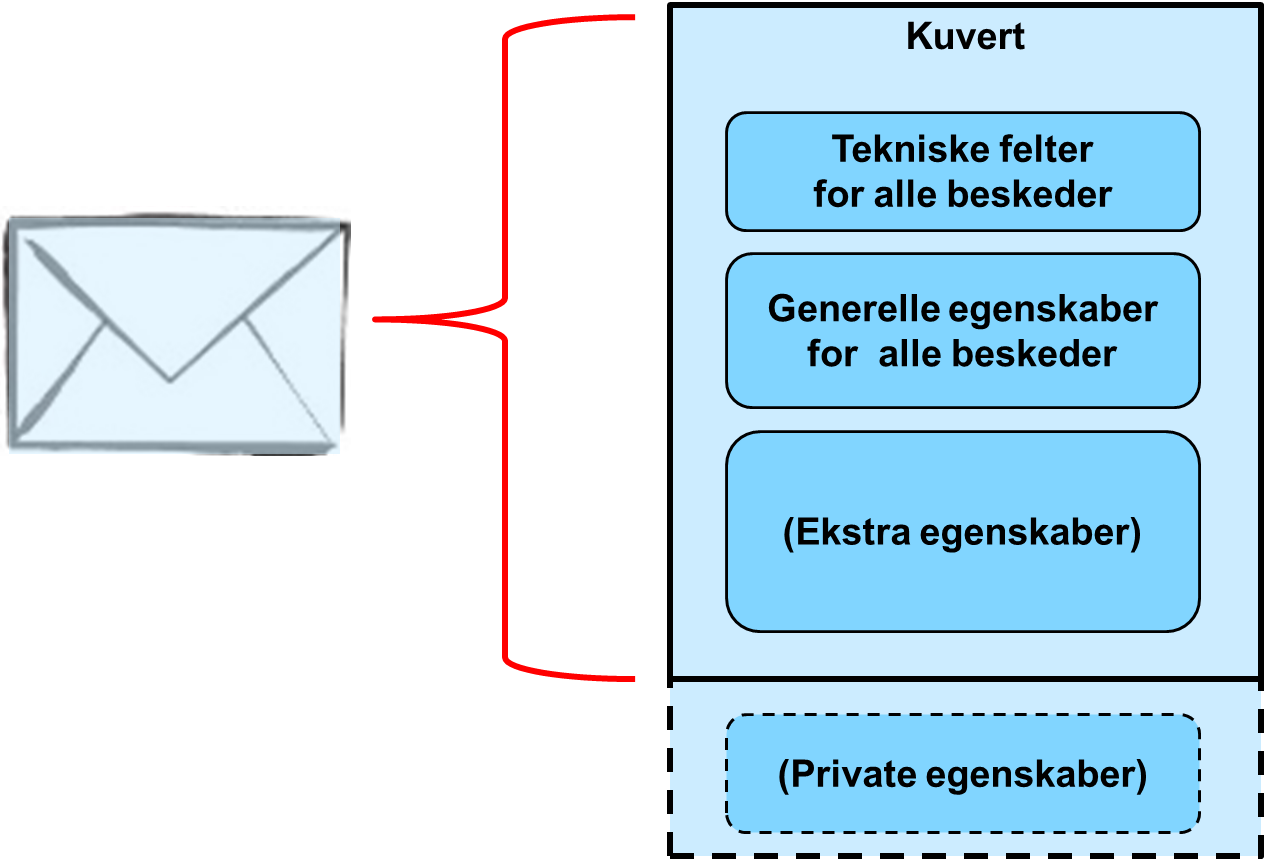 Kuvert
Tekniske felter
for alle beskeder
Generelle egenskaber
for  alle beskeder
(Ekstra egenskaber)
(Private egenskaber)